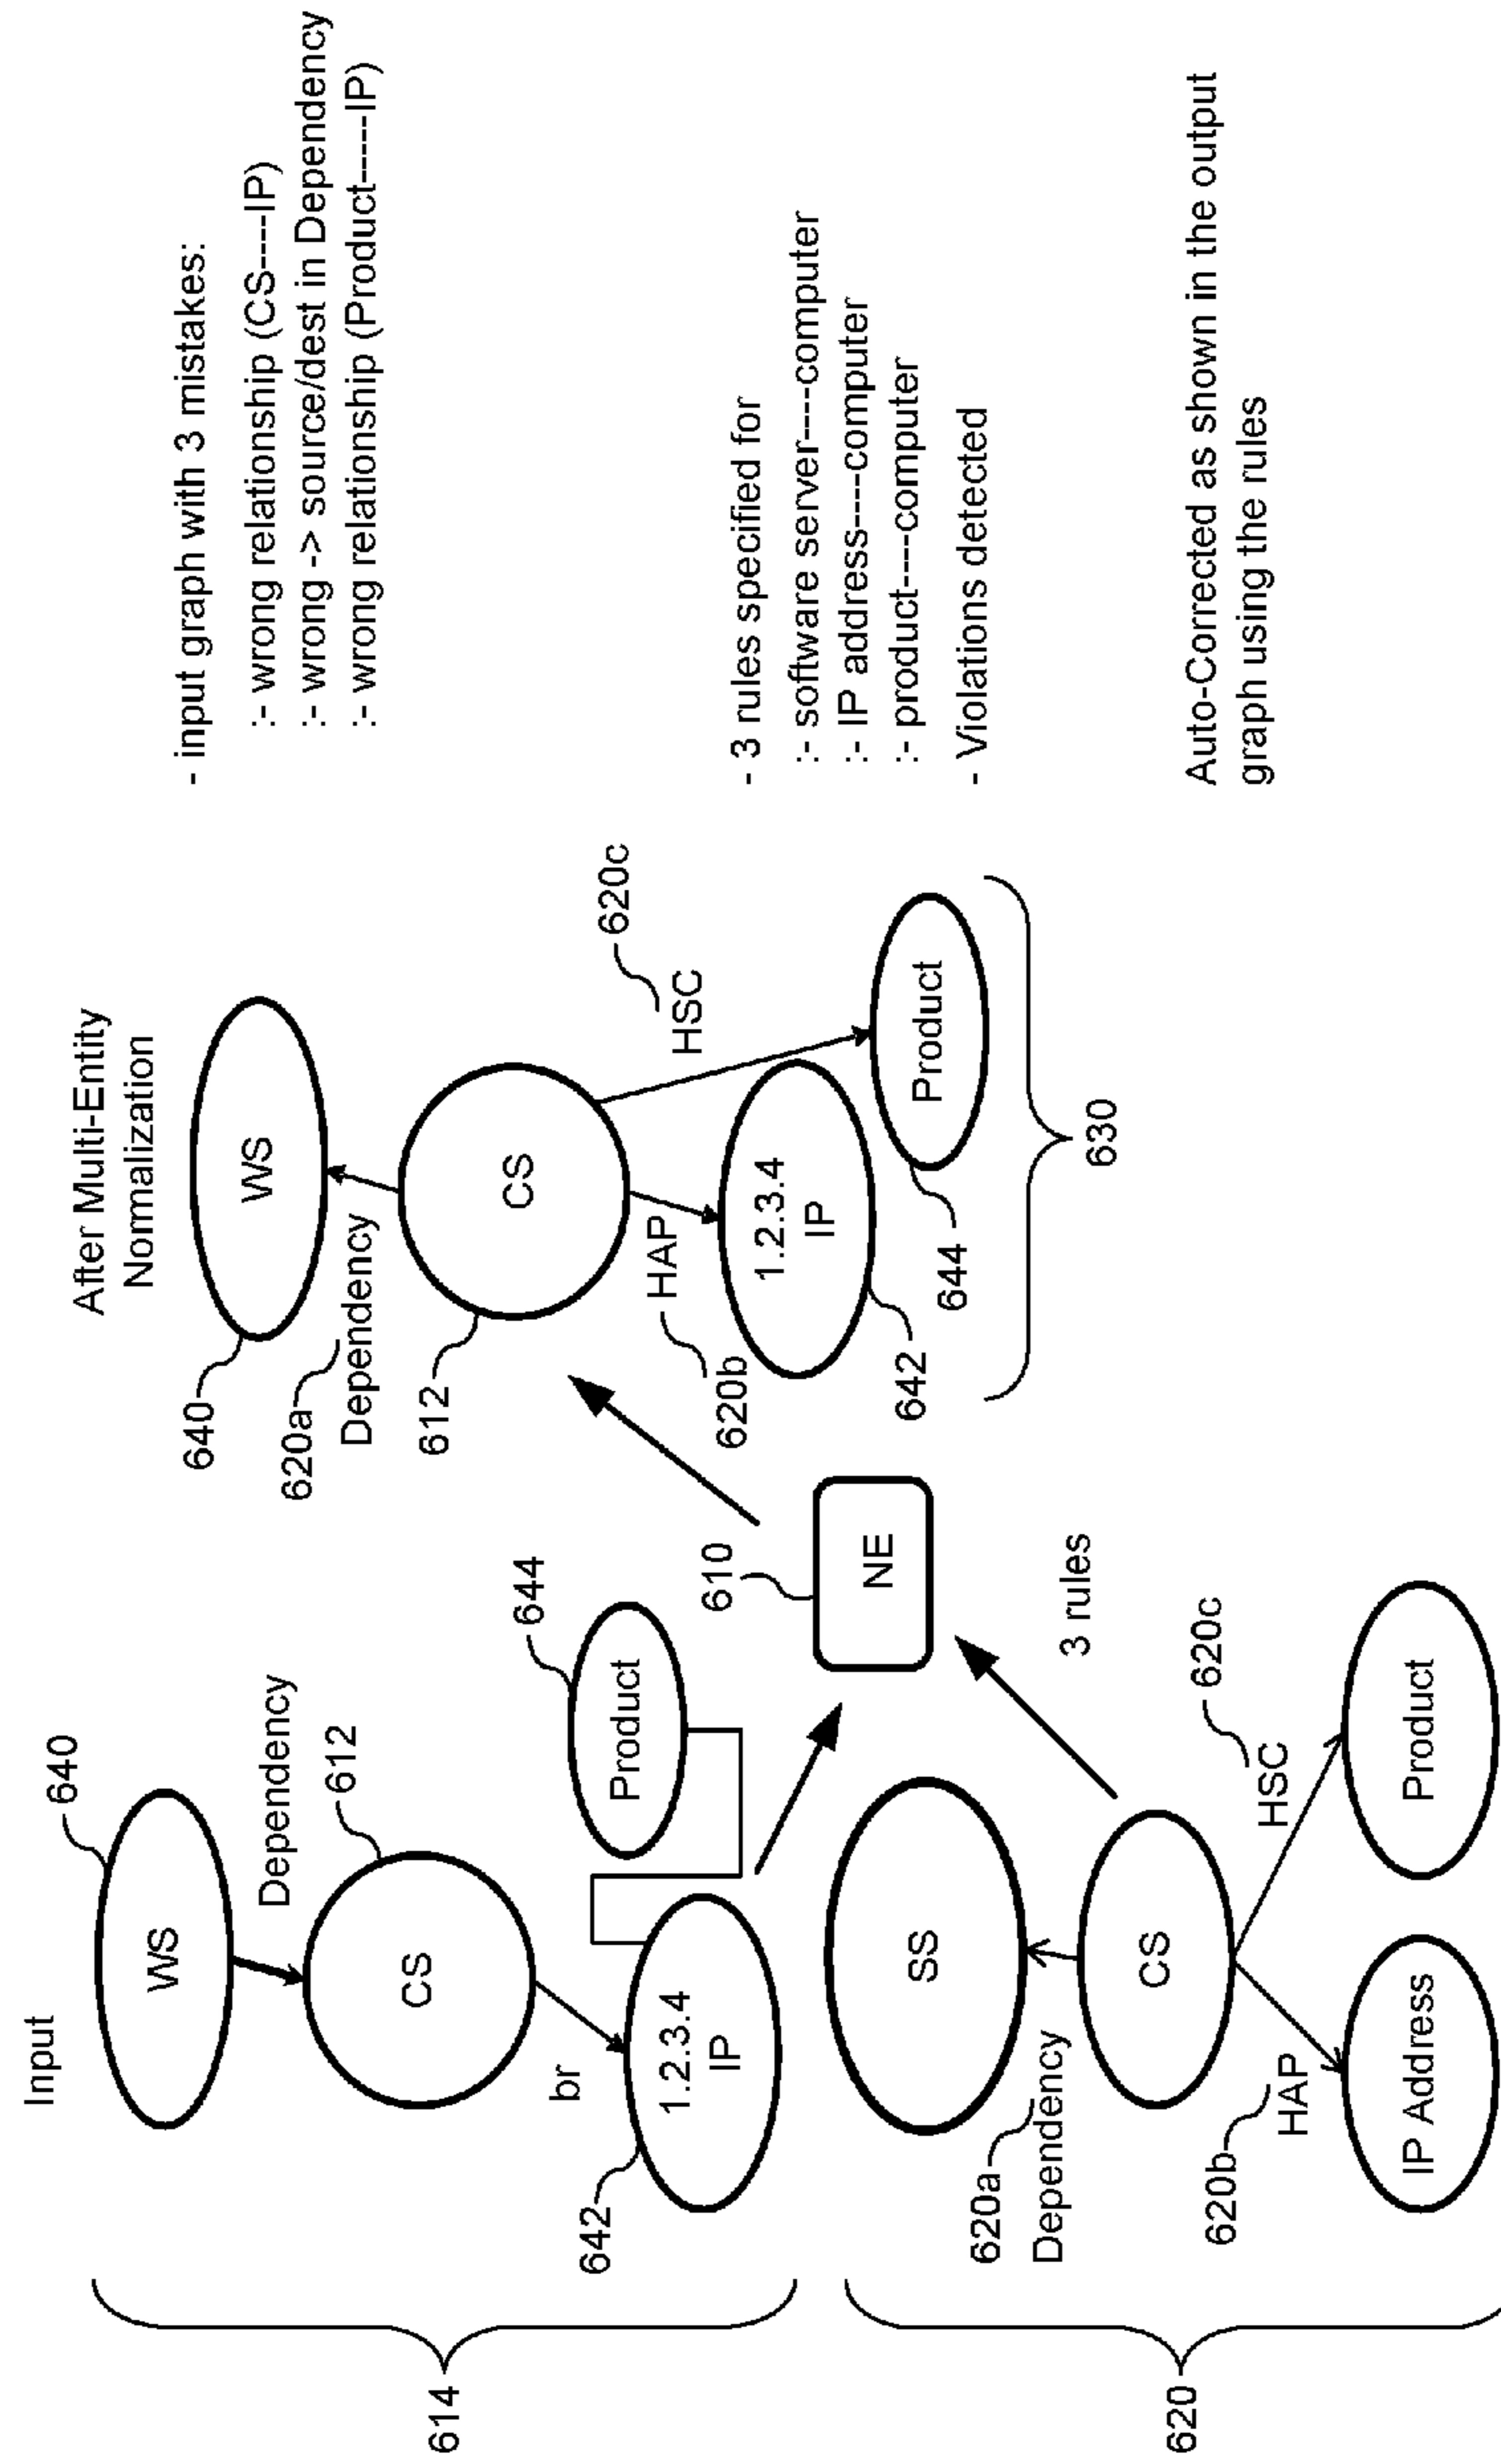 Input
640
WS
Dependency
612
CS
br
644
Product
1.2.3.4
IP
642
614
SS
620a
Dependency
CS
620b
HAP
620c
HSC
IP Address
Product
620
3 rules
610
NE
After Multi-Entity
Normalization
WS
640
620a
Dependency
CS
612
HAP
620b
620c
HSC
1.2.3.4
IP
Product
642
644
630
- input graph with 3 mistakes:
:- wrong relationship (CS----IP)
:- wrong -> source/dest in Dependency
:- wrong relationship (Product------IP)
- 3 rules specified for
:- software server----computer
:- IP address----computer
:- product----computer
- Violations detected
Auto-Corrected as shown in the output
graph using the rules